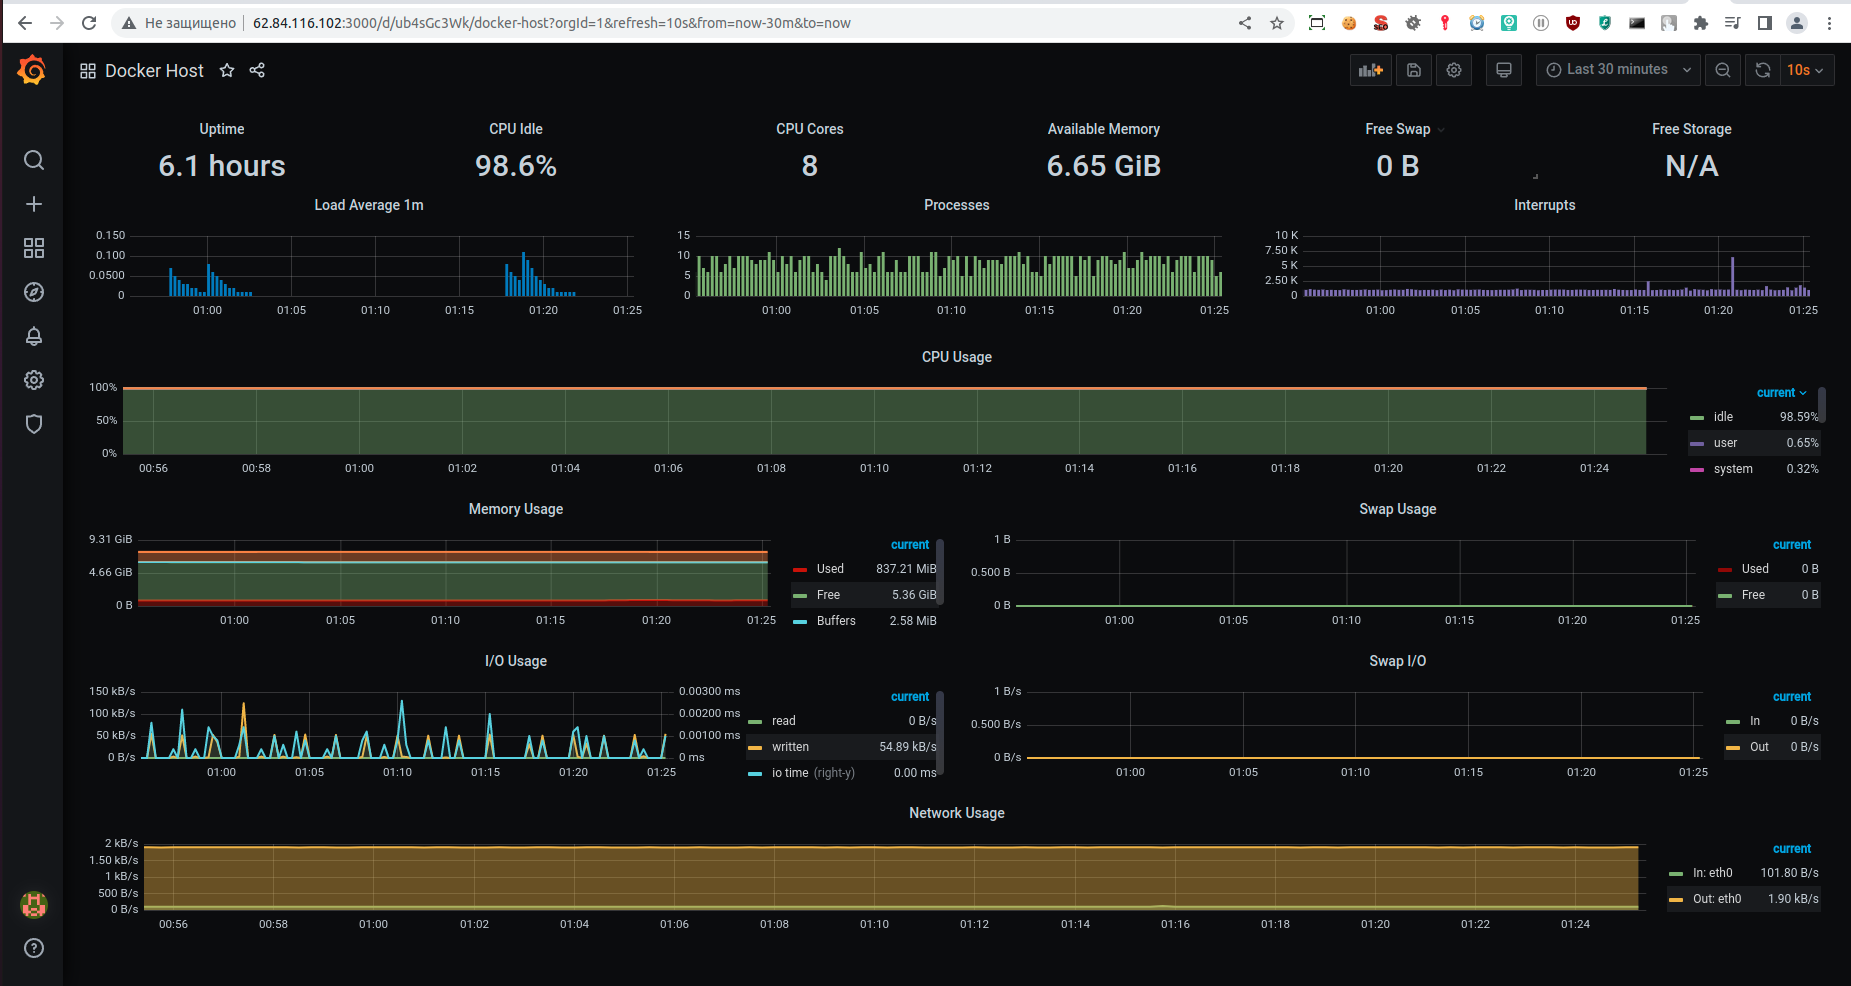 Не защищено 62.84.116.102:3000/d/ub4sGc3Wk/docker-host?orgId=1&refresh=10s&from=now-30m&to=now
Docker Host
Last 30 minutes
10s
Uptime
6.1 hours
CPU Idle
98.6%
CPU Cores
8
Available Memory
6.65 GiB
Free Swap
0 B
Free Storage
N/A
Load Average 1m
0.150
0.100
0.0500
0
01:00 01:05 01:10 01:15 01:20 01:25
Processes
15
10
5
0
01:00 01:05 01:10 01:15 01:20 01:25
Interrupts
10 K
7.50 K
5 K
2.50 K
0
01:00 01:05 01:10 01:15 01:20 01:25
CPU Usage
100%
50%
0%
00:56 00:58 01:00 01:02 01:04 01:06 01:08 01:10 01:12 01:14 01:16 01:18 01:20 01:22 01:24
current
idle 98.59%
user 0.65%
system 0.32%
Memory Usage
9.31 GiB
4.66 GiB
0 B
01:00 01:05 01:10 01:15 01:20 01:25
current
Used 837.21 MiB
Free 5.36 GiB
Buffers 2.58 MiB
Swap Usage
1 B
0.500 B
0 B
01:00 01:05 01:10 01:15 01:20 01:25
current
Used 0 B
Free 0 B
I/O Usage
150 kB/s
100 kB/s
50 kB/s
0 B/s
0.00300 ms
0.00200 ms
0.00100 ms
0 ms
01:00 01:05 01:10 01:15 01:20 01:25
current
read 0 B/s
written 54.89 kB/s
io time (right-y) 0.00 ms
Swap I/O
1 B/s
0.500 B/s
0 B/s
01:00 01:05 01:10 01:15 01:20 01:25
current
In 0 B/s
Out 0 B/s
Network Usage
2 kB/s
1.50 kB/s
1 kB/s
500 B/s
0 B/s
00:56 00:58 01:00 01:02 01:04 01:06 01:08 01:10 01:12 01:14 01:16 01:18 01:20 01:22 01:24
current
In: eth0 101.80 B/s
Out: eth0 1.90 kB/s